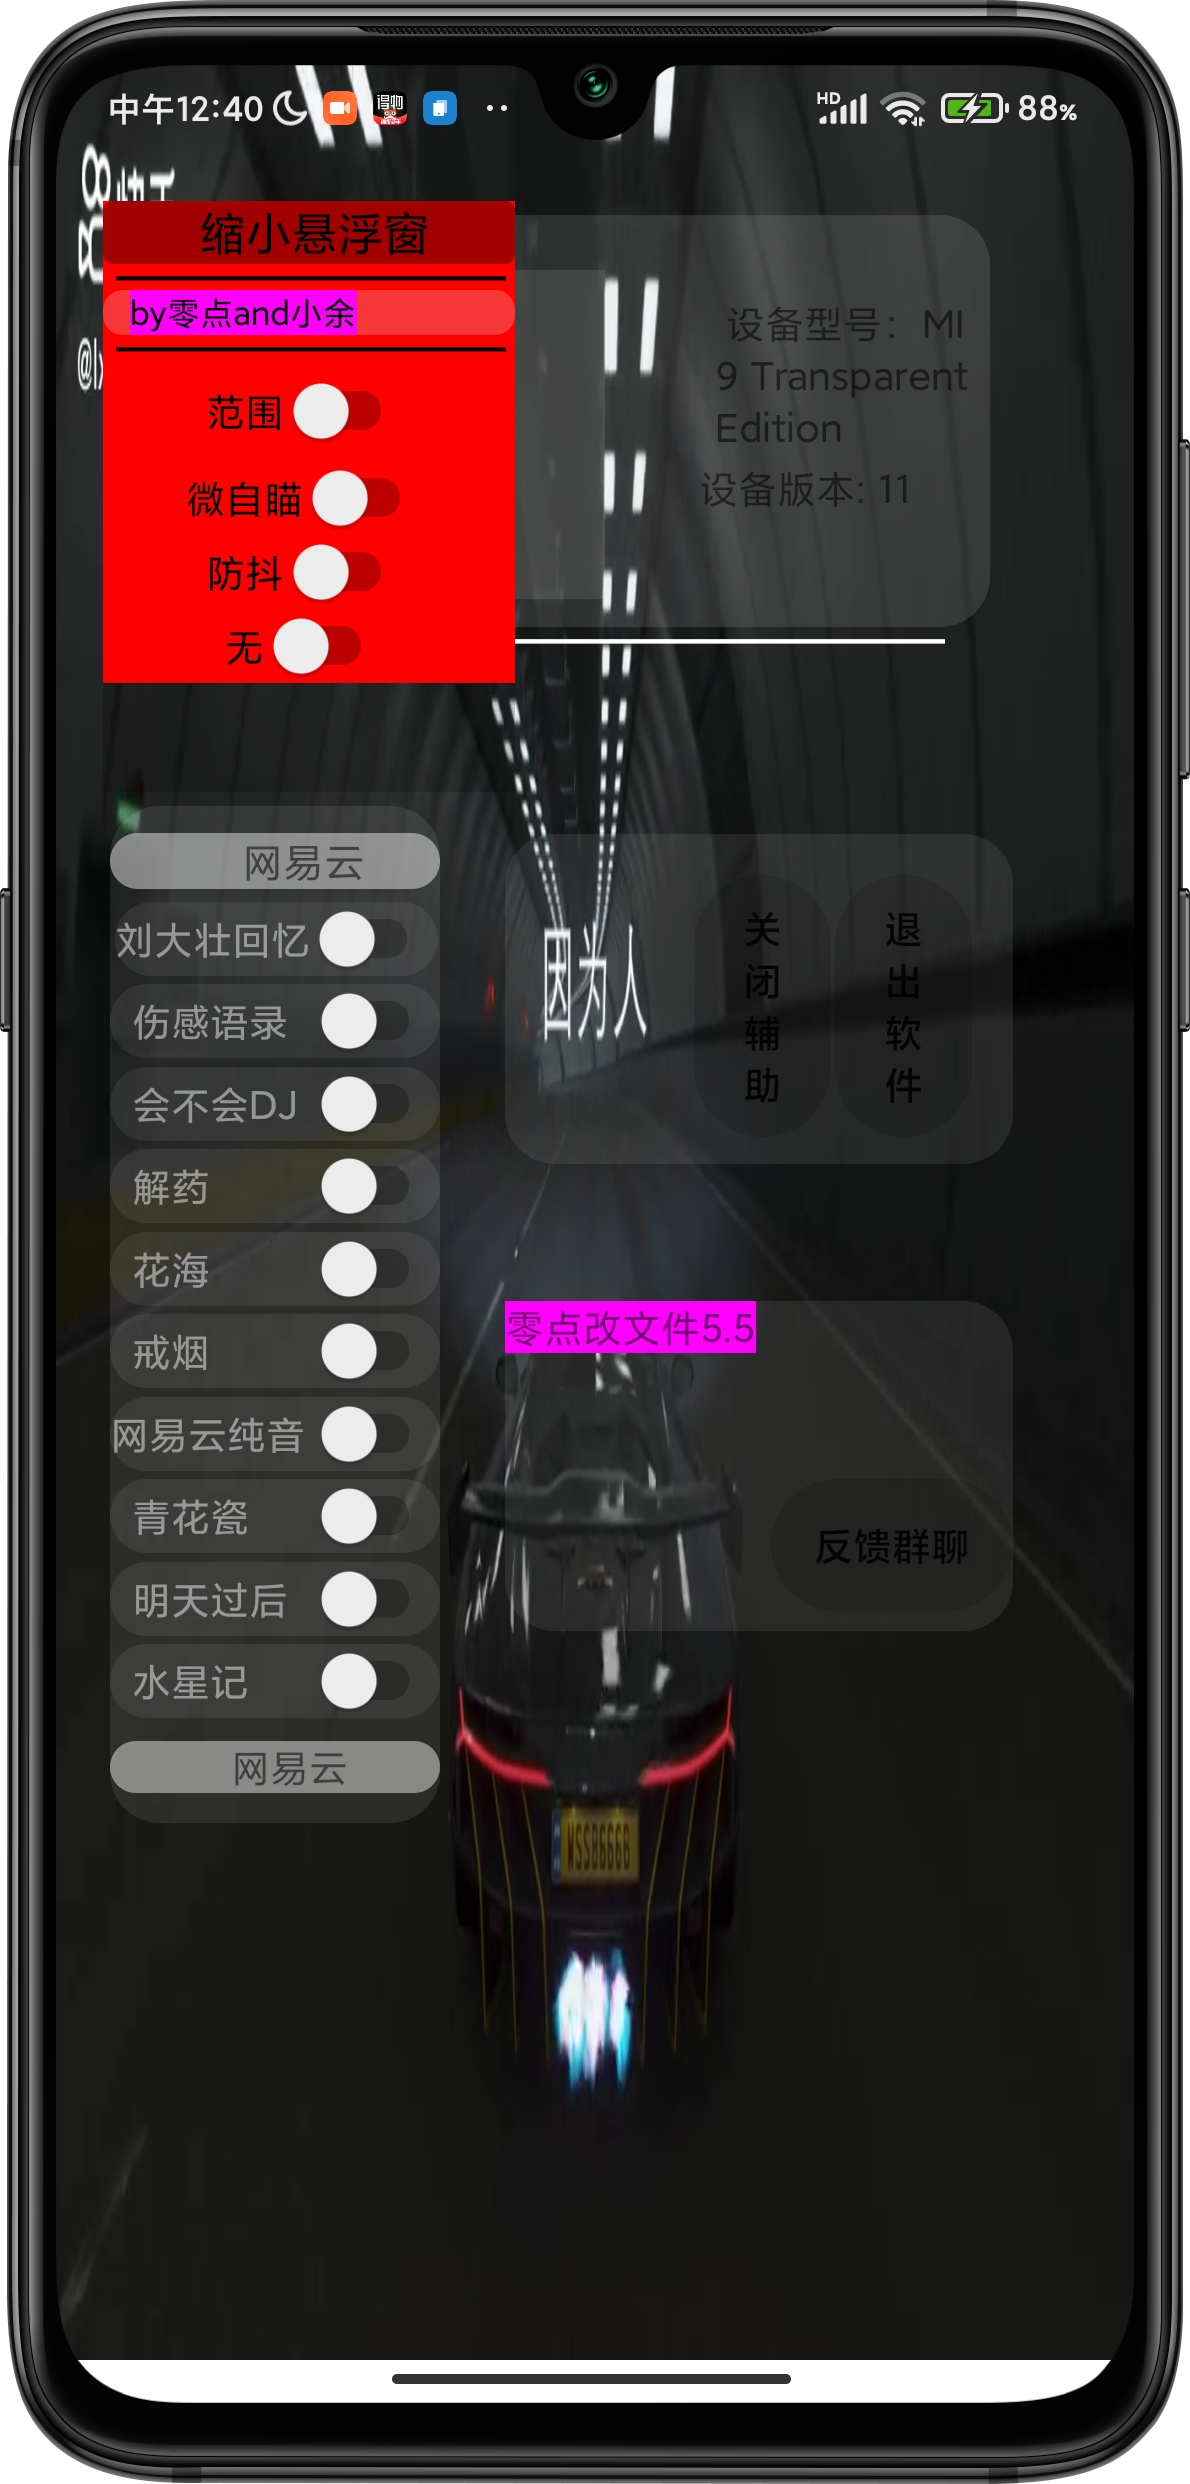 中午12:40
HD
88%
快手
@lx
缩小悬浮窗
by零点and小余
范围
微自瞄
防抖
无
设备型号：MI
9 Transparent
Edition
设备版本: 11
网易云
刘大壮回忆
伤感语录
会不会DJ
解药
花海
戒烟
网易云纯音
青花瓷
明天过后
水星记
网易云
因为人
关闭辅助
退出软件
零点改文件5.5
反馈群聊